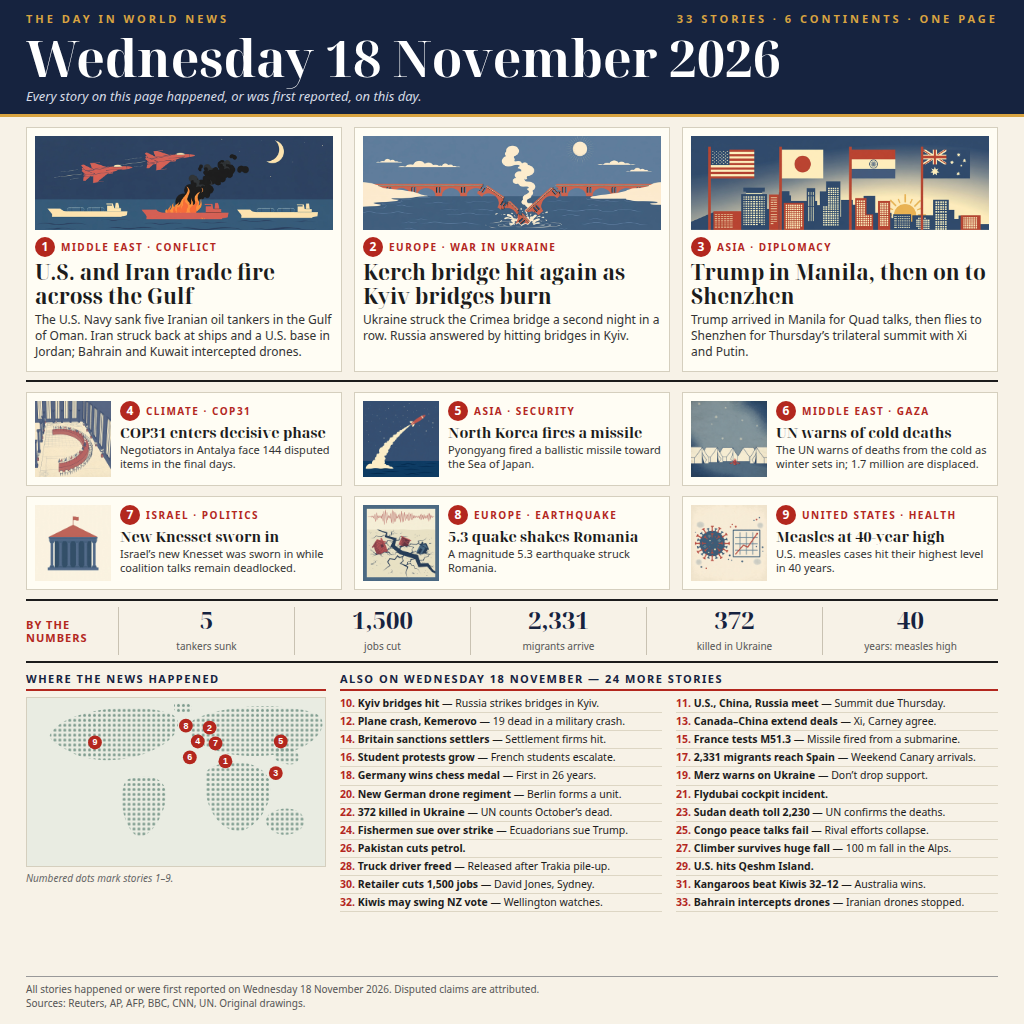 THE DAY IN WORLD NEWS
33 STORIES · 6 CONTINENTS · ONE PAGE
Wednesday 18 November 2026
Every story on this page happened, or was first reported, on this day.
1 MIDDLE EAST · CONFLICT
U.S. and Iran trade fire
across the Gulf
The U.S. Navy sank five Iranian oil tankers in the Gulf
of Oman. Iran struck back at ships and a U.S. base in
Jordan; Bahrain and Kuwait intercepted drones.
2 EUROPE · WAR IN UKRAINE
Kerch bridge hit again as
Kyiv bridges burn
Ukraine struck the Crimea bridge a second night in a
row. Russia answered by hitting bridges in Kyiv.
3 ASIA · DIPLOMACY
Trump in Manila, then on to
Shenzhen
Trump arrived in Manila for Quad talks, then flies to
Shenzhen for Thursday’s trilateral summit with Xi
and Putin.
4 CLIMATE · COP31
COP31 enters decisive phase
Negotiators in Antalya face 144 disputed
items in the final days.
5 ASIA · SECURITY
North Korea fires a missile
Pyongyang fired a ballistic missile toward
the Sea of Japan.
6 MIDDLE EAST · GAZA
UN warns of cold deaths
The UN warns of deaths from the cold as
winter sets in; 1.7 million are displaced.
7 ISRAEL · POLITICS
New Knesset sworn in
Israel’s new Knesset was sworn in while
coalition talks remain deadlocked.
8 EUROPE · EARTHQUAKE
5.3 quake shakes Romania
A magnitude 5.3 earthquake struck
Romania.
9 UNITED STATES · HEALTH
Measles at 40-year high
U.S. measles cases hit their highest level
in 40 years.
BY THE
NUMBERS
5
tankers sunk
1,500
jobs cut
2,331
migrants arrive
372
killed in Ukraine
40
years: measles high
WHERE THE NEWS HAPPENED
9
8
2
4
7
6
1
5
3
Numbered dots mark stories 1–9.
ALSO ON WEDNESDAY 18 NOVEMBER — 24 MORE STORIES
10. Kyiv bridges hit — Russia strikes bridges in Kyiv.
11. U.S., China, Russia meet — Summit due Thursday.
12. Plane crash, Kemerovo — 19 dead in a military crash.
13. Canada–China extend deals — Xi, Carney agree.
14. Britain sanctions settlers — Settlement firms hit.
15. France tests M51.3 — Missile fired from a submarine.
16. Student protests grow — French students escalate.
17. 2,331 migrants reach Spain — Weekend Canary arrivals.
18. Germany wins chess medal — First in 26 years.
19. Merz warns on Ukraine — Don’t drop support.
20. New German drone regiment — Berlin forms a unit.
21. Flydubai cockpit incident.
22. 372 killed in Ukraine — UN counts October’s dead.
23. Sudan death toll 2,230 — UN confirms the deaths.
24. Fishermen sue over strike — Ecuadorians sue Trump.
25. Congo peace talks fail — Rival efforts collapse.
26. Pakistan cuts petrol.
27. Climber survives huge fall — 100 m fall in the Alps.
28. Truck driver freed — Released after Trakia pile-up.
29. U.S. hits Qeshm Island.
30. Retailer cuts 1,500 jobs — David Jones, Sydney.
31. Kangaroos beat Kiwis 32–12 — Australia wins.
32. Kiwis may swing NZ vote — Wellington watches.
33. Bahrain intercepts drones — Iranian drones stopped.
All stories happened or were first reported on Wednesday 18 November 2026. Disputed claims are attributed.
Sources: Reuters, AP, AFP, BBC, CNN, UN. Original drawings.